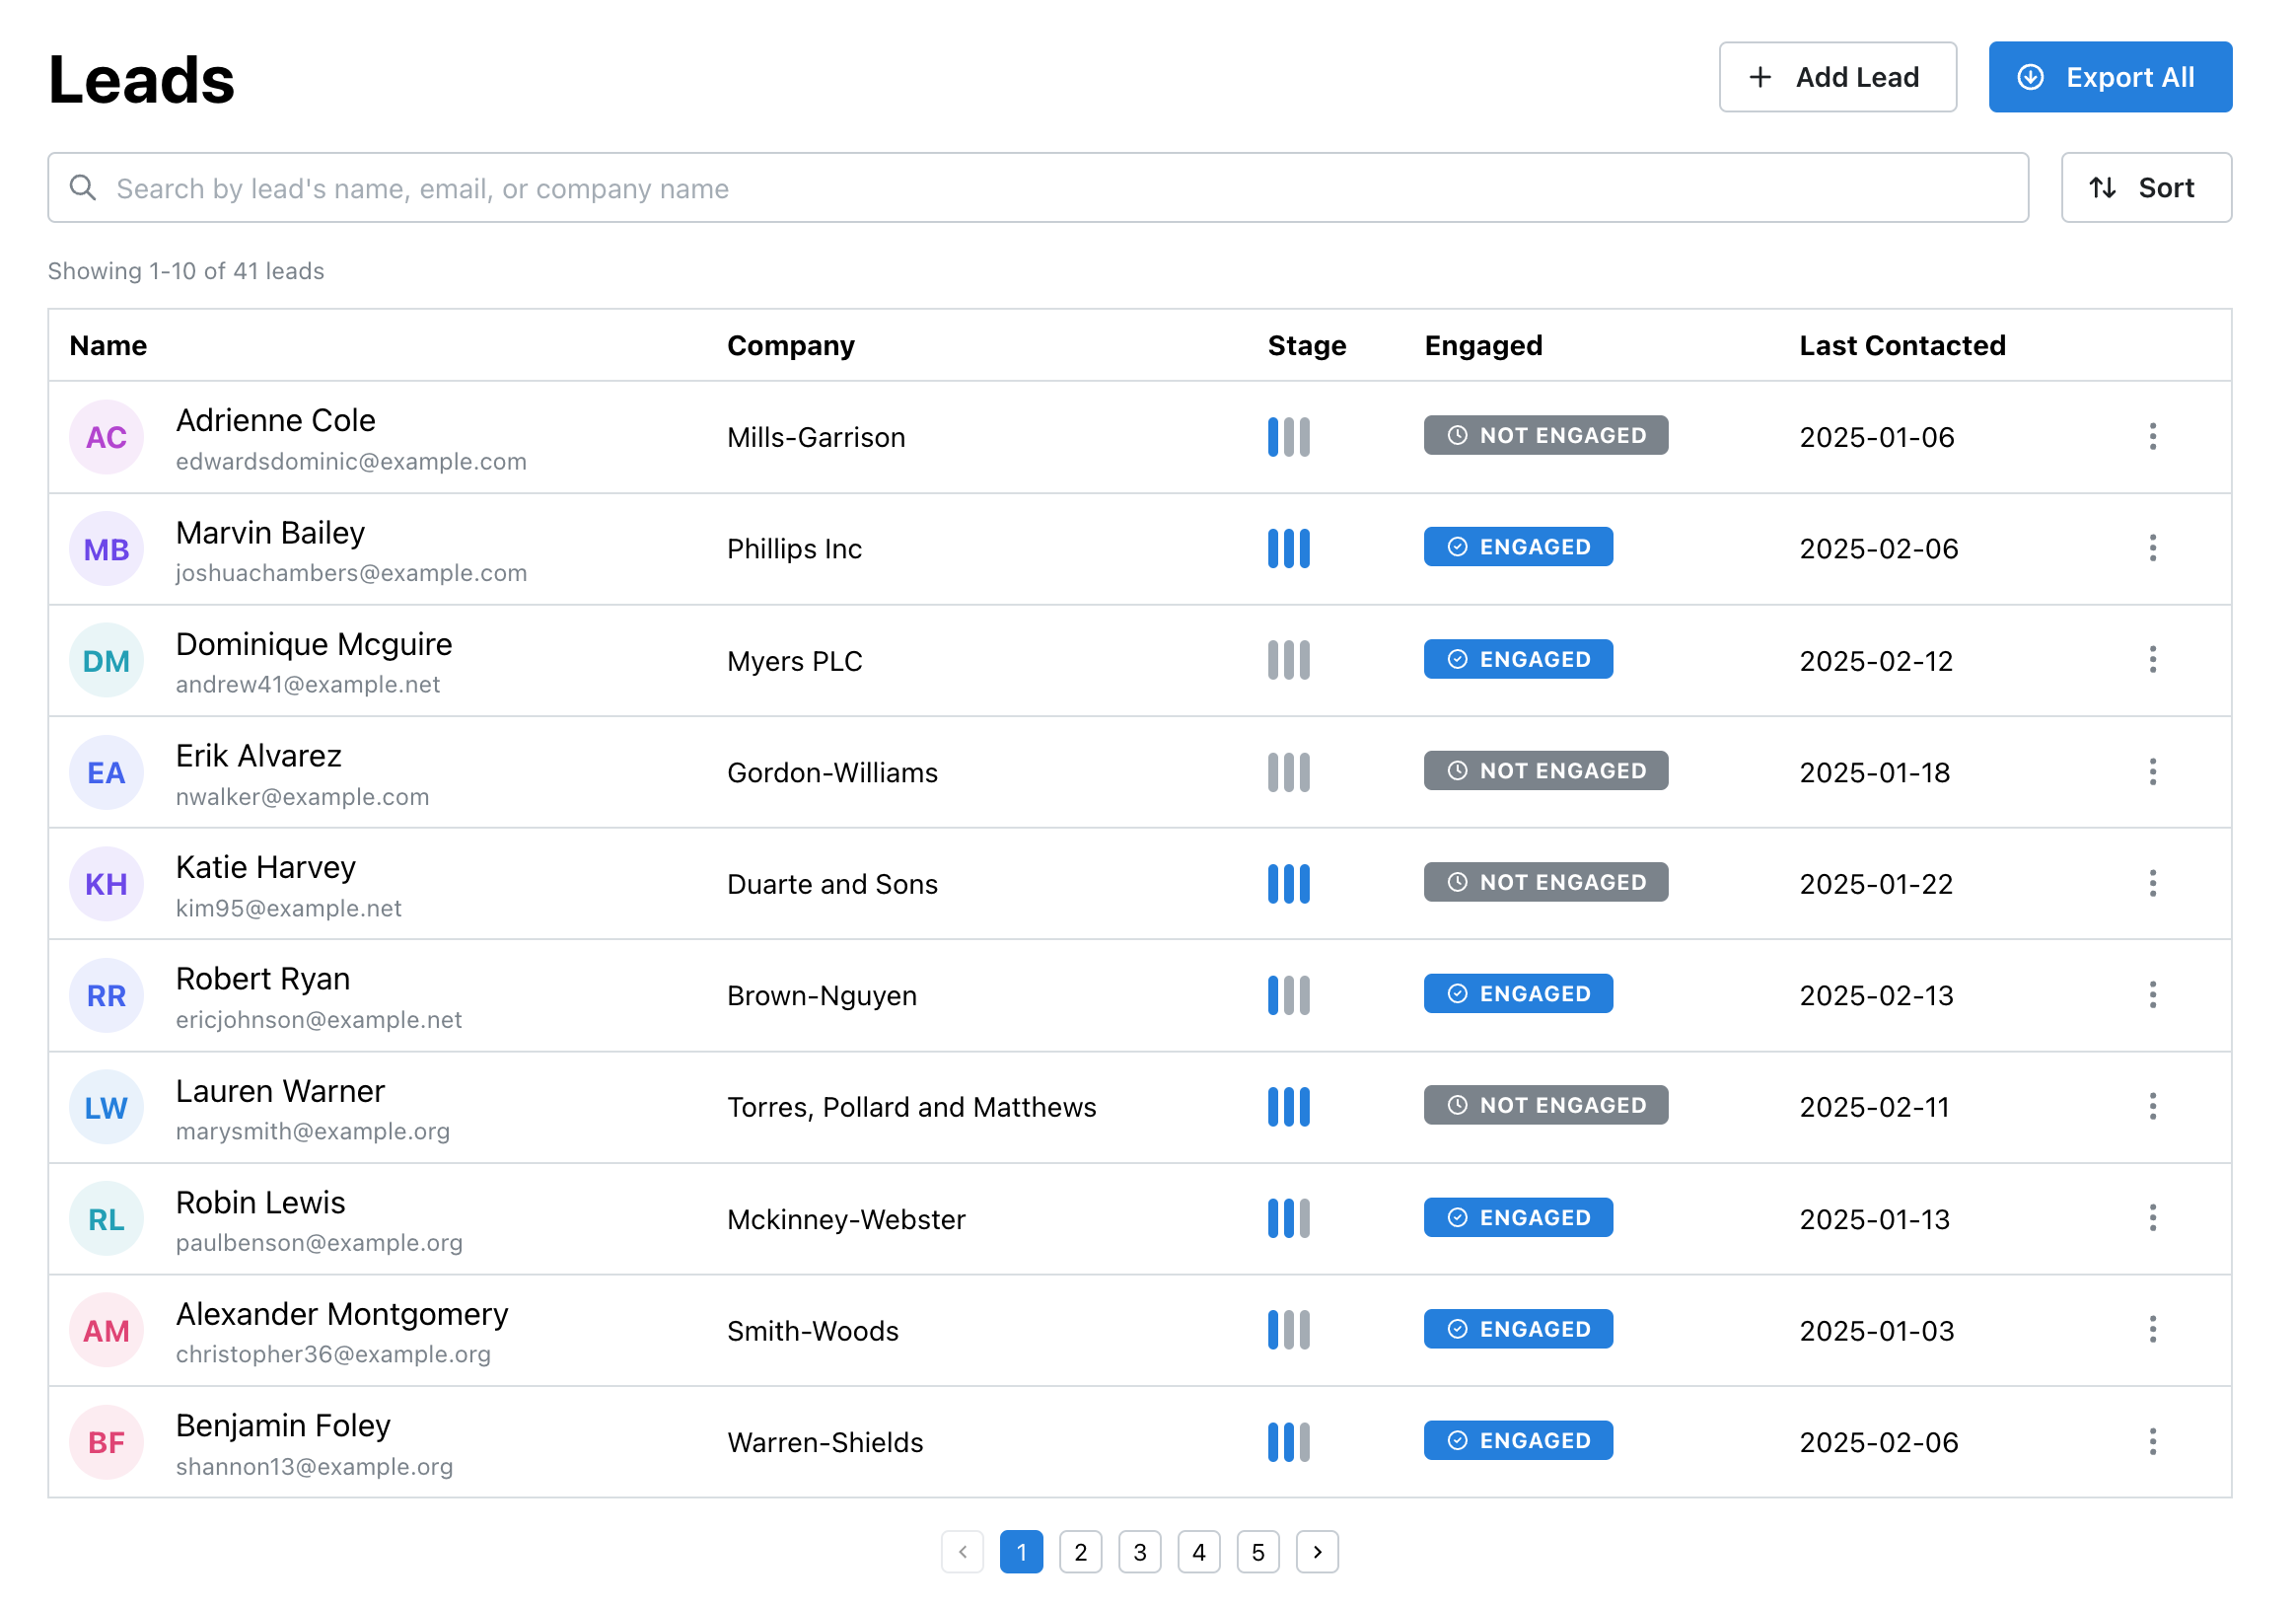 Leads
Add Lead
Export All
Search by lead's name, email, or company name
Sort
Showing 1-10 of 41 leads
Name Company Stage Engaged Last Contacted
AC Adrienne Cole
edwardsdominic@example.com
Mills-Garrison
NOT ENGAGED
2025-01-06
MB Marvin Bailey
joshuachambers@example.com
Phillips Inc
ENGAGED
2025-02-06
DM Dominique Mcguire
andrew41@example.net
Myers PLC
ENGAGED
2025-02-12
EA Erik Alvarez
nwalker@example.com
Gordon-Williams
NOT ENGAGED
2025-01-18
KH Katie Harvey
kim95@example.net
Duarte and Sons
NOT ENGAGED
2025-01-22
RR Robert Ryan
ericjohnson@example.net
Brown-Nguyen
ENGAGED
2025-02-13
LW Lauren Warner
marysmith@example.org
Torres, Pollard and Matthews
NOT ENGAGED
2025-02-11
RL Robin Lewis
paulbenson@example.org
Mckinney-Webster
ENGAGED
2025-01-13
AM Alexander Montgomery
christopher36@example.org
Smith-Woods
ENGAGED
2025-01-03
BF Benjamin Foley
shannon13@example.org
Warren-Shields
ENGAGED
2025-02-06
1 2 3 4 5